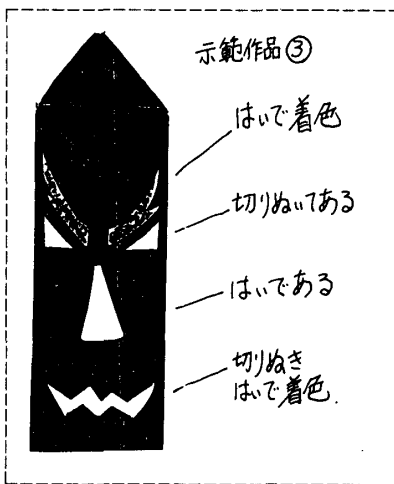 示範作品③
はいで着色
切りぬいてある
はいである
切りぬき
はいで着色.